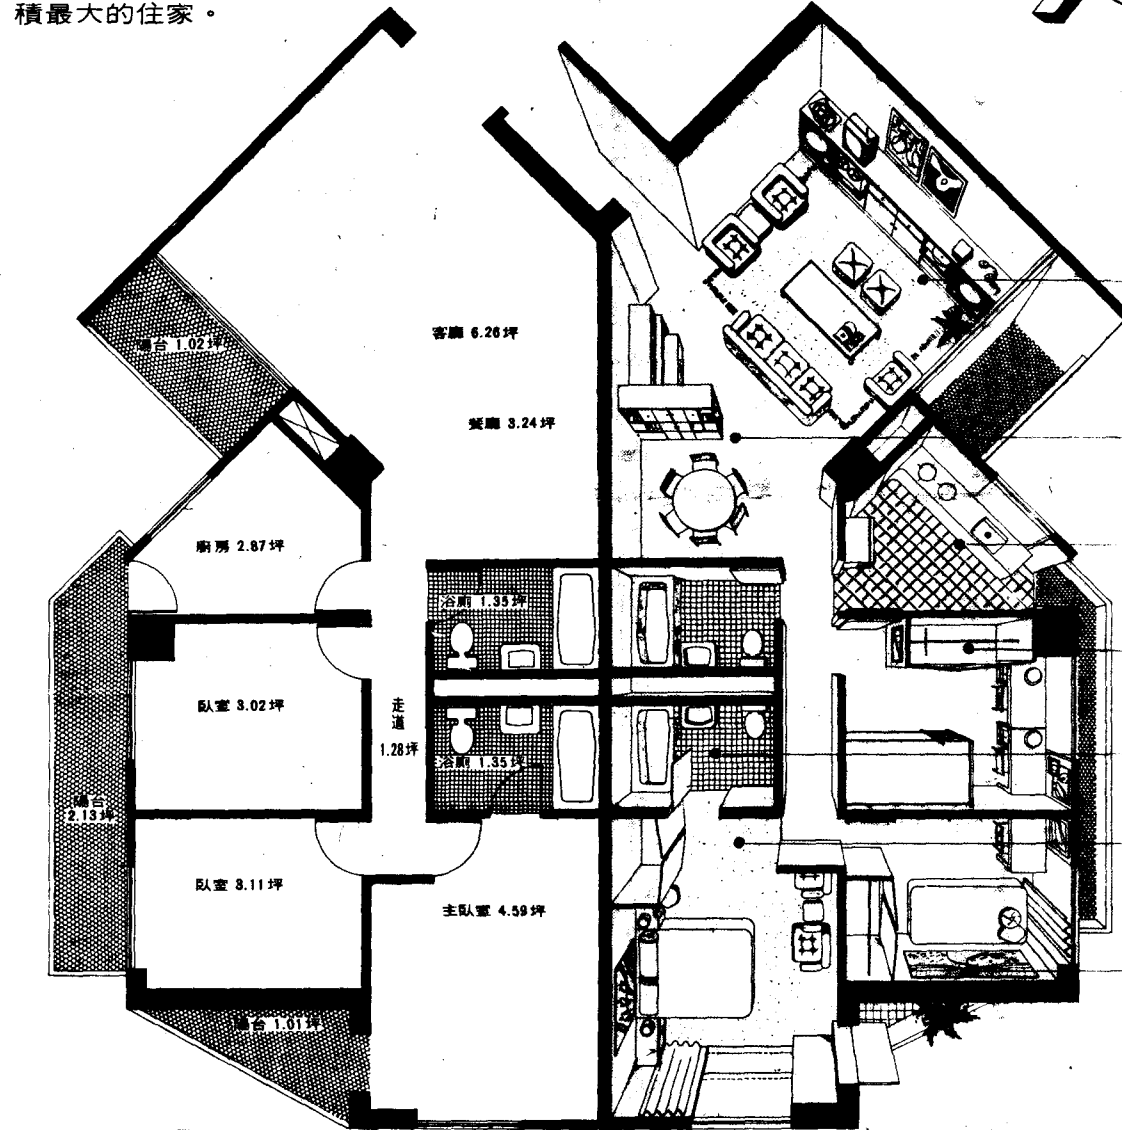 積最大的住家。
陽台 1.02坪
客廳 6.26坪
餐廳 3.24坪
廚房 2.87坪
浴廁 1.35坪
臥室 3.02坪
走道
1.28坪
浴廁 1.35坪
陽台
2.13坪
臥室 3.11坪
主臥室 4.59坪
陽台 1.01坪